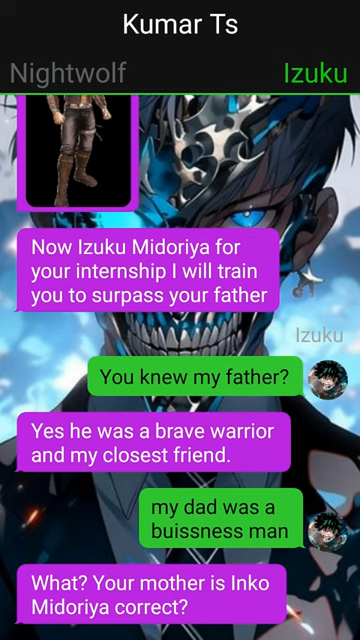 Kumar Ts
Nightwolf Izuku
Now Izuku Midoriya for
your internship I will train
you to surpass your father
Izuku
You knew my father?
Yes he was a brave warrior
and my closest friend.
my dad was a
buissness man
What? Your mother is Inko
Midoriya correct?